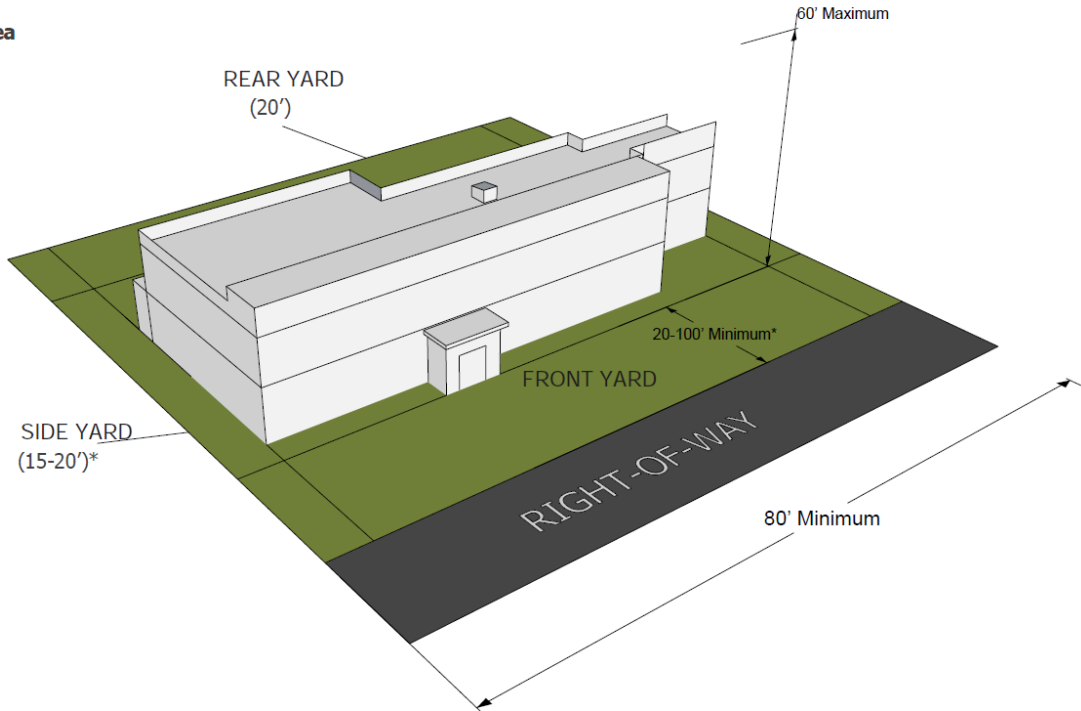 60' Maximum
REAR YARD
(20')
20-100' Minimum*
FRONT YARD
SIDE YARD
(15-20')*
RIGHT-OF-WAY
80' Minimum